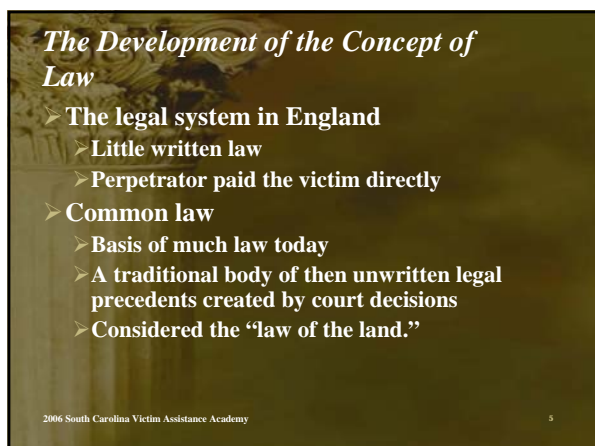 The Development of the Concept of
Law
➢The legal system in England
➢Little written law
➢Perpetrator paid the victim directly
➢Common law
➢Basis of much law today
➢A traditional body of then unwritten legal
precedents created by court decisions
➢Considered the “law of the land.”
2006 South Carolina Victim Assistance Academy 5